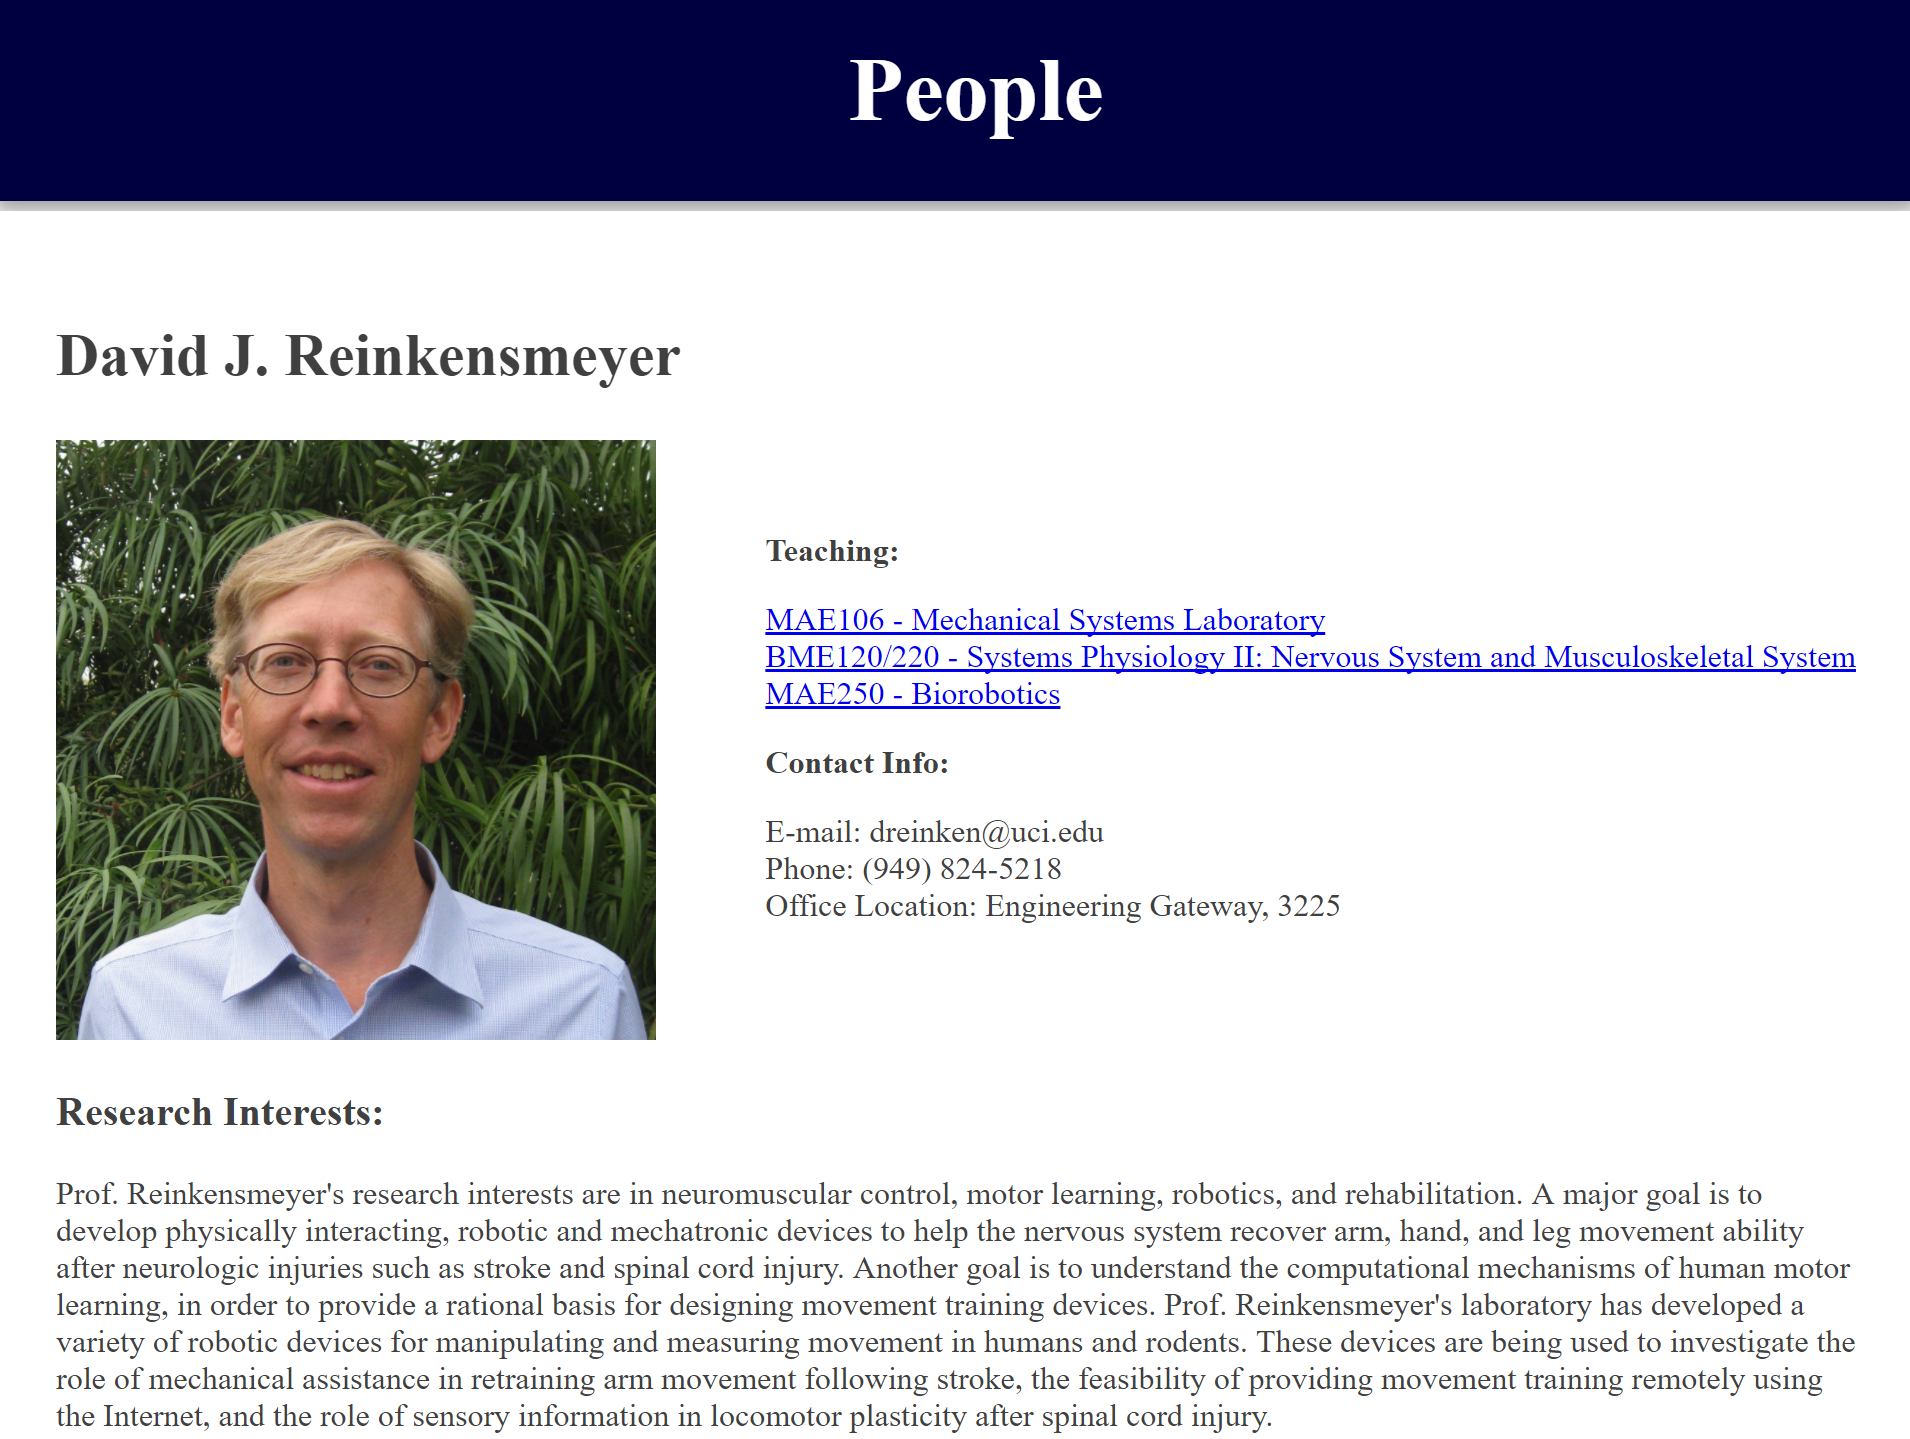 People
David J. Reinkensmeyer
Teaching:
MAE106 - Mechanical Systems Laboratory
BME120/220 - Systems Physiology II: Nervous System and Musculoskeletal System
MAE250 - Biorobotics
Contact Info:
E-mail: dreinken@uci.edu
Phone: (949) 824-5218
Office Location: Engineering Gateway, 3225
Research Interests:
Prof. Reinkensmeyer's research interests are in neuromuscular control, motor learning, robotics, and rehabilitation. A major goal is to
develop physically interacting, robotic and mechatronic devices to help the nervous system recover arm, hand, and leg movement ability
after neurologic injuries such as stroke and spinal cord injury. Another goal is to understand the computational mechanisms of human motor
learning, in order to provide a rational basis for designing movement training devices. Prof. Reinkensmeyer's laboratory has developed a
variety of robotic devices for manipulating and measuring movement in humans and rodents. These devices are being used to investigate the
role of mechanical assistance in retraining arm movement following stroke, the feasibility of providing movement training remotely using
the Internet, and the role of sensory information in locomotor plasticity after spinal cord injury.